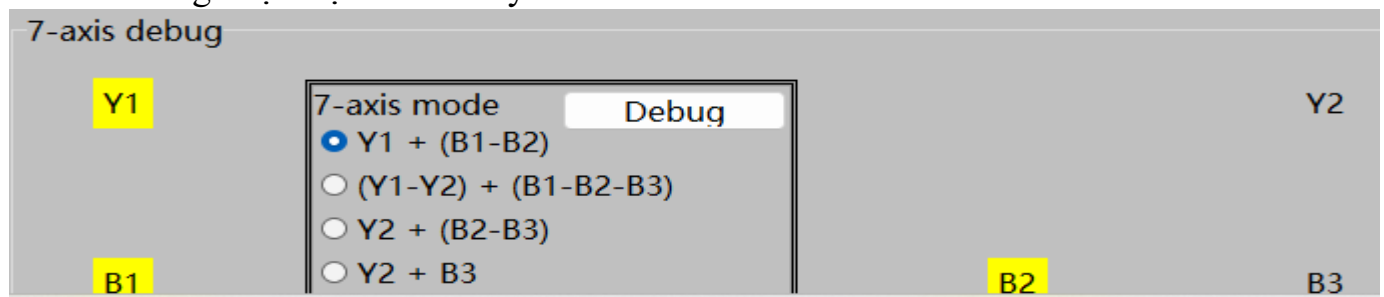 7-axis debug
Y1
7-axis mode Debug
Y1 + (B1-B2)
(Y1-Y2) + (B1-B2-B3)
Y2 + (B2-B3)
Y2 + B3
Y2
B1
B2
B3